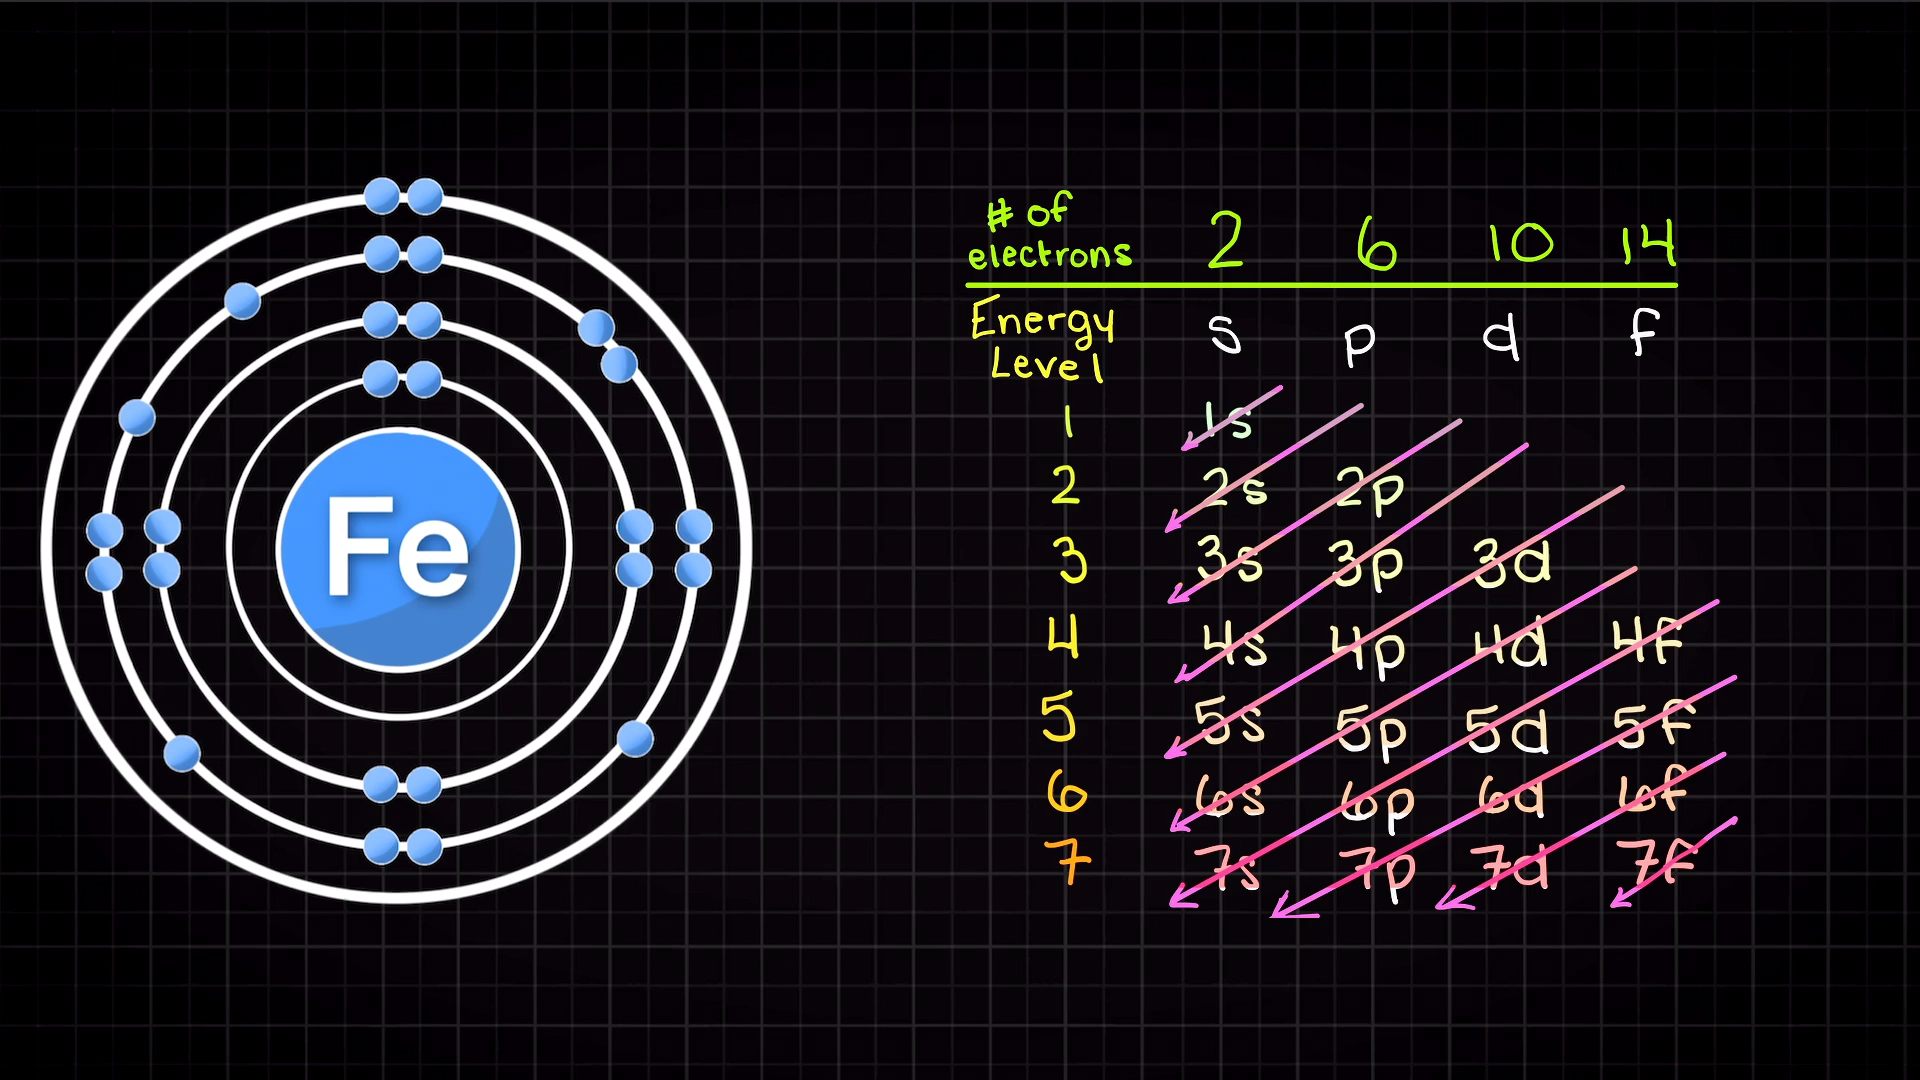 Fe
# of
electrons 2 6 10 14
Energy
Level s p d f
1 1s
2 2s 2p
3 3s 3p 3d
4 4s 4p 4d 4f
5 5s 5p 5d 5f
6 6s 6p 6d 6f
7 7s 7p 7d 7f